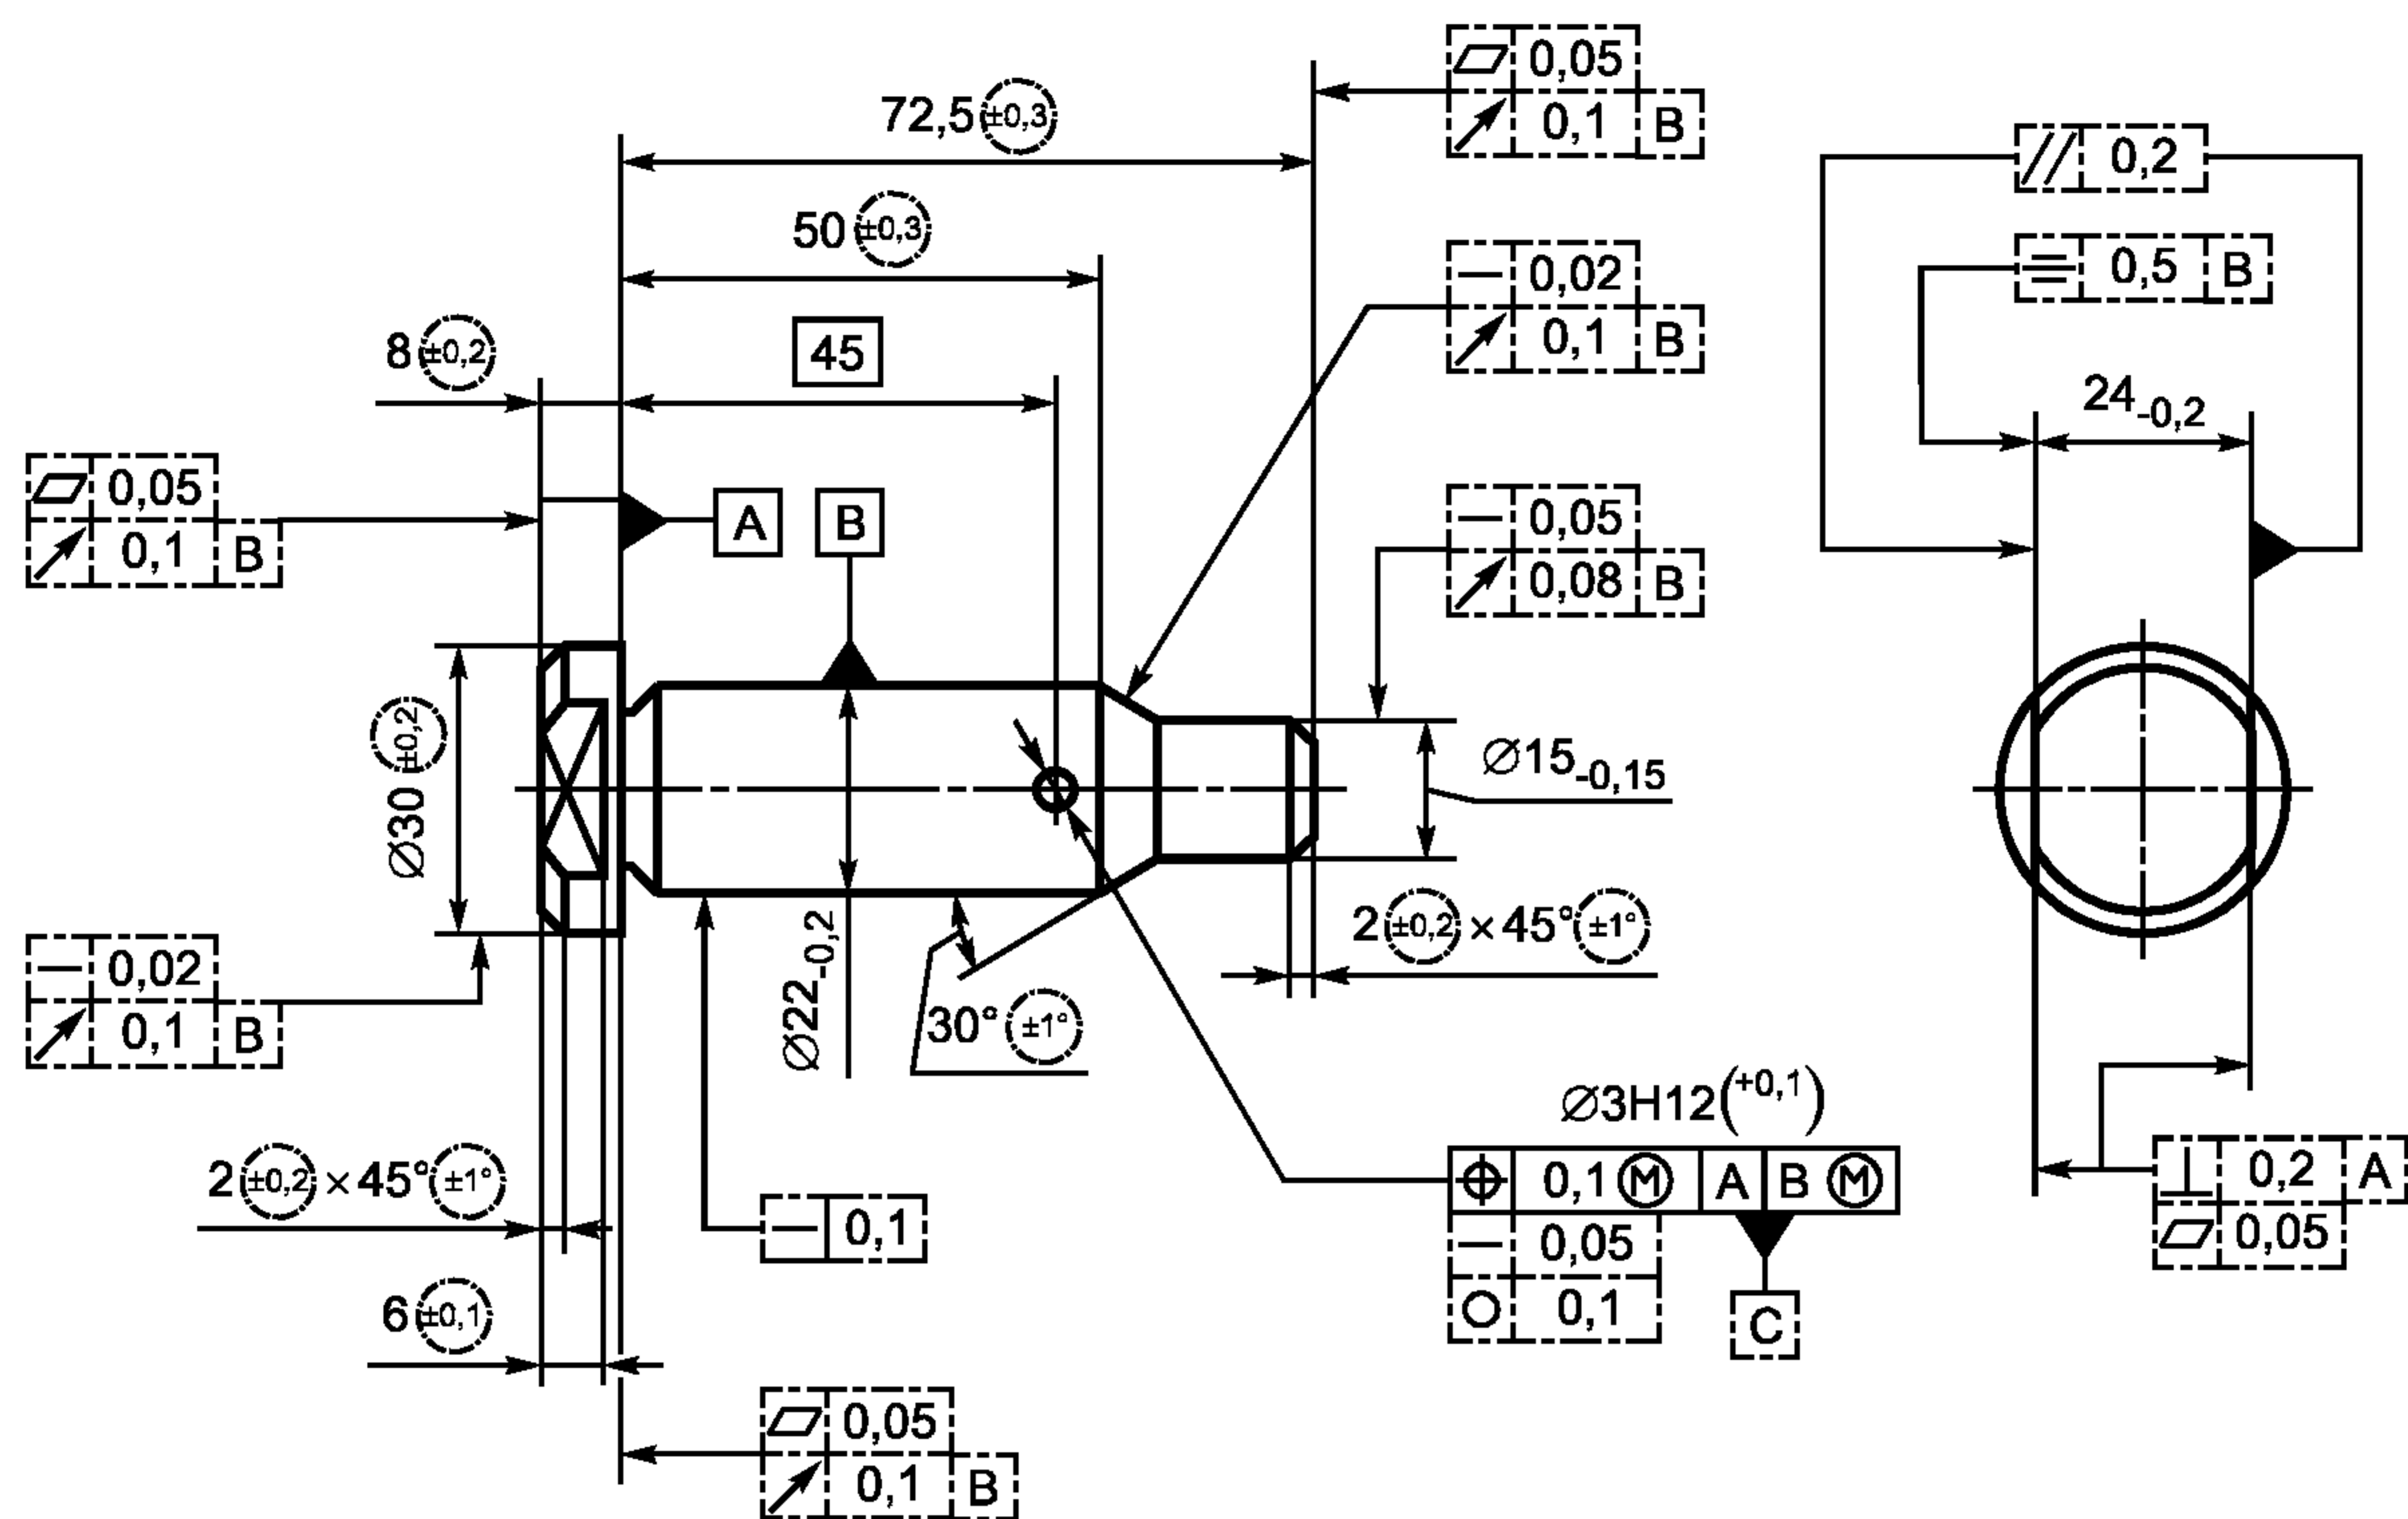 0,05
0,1 B
72,5 ±0,3
0,2
50 ±0,3
0,5 B
0,02
0,1 B
8 ±0,2
45
24 -0,2
0,05
0,1 B
A
B
0,05
0,08 B
∅30 ±0,2
∅15 -0,15
2 ±0,2 × 45° ±1°
0,02
0,1 B
∅22 -0,2
30° ±1°
∅3H12 (+0,1)
0,1 Ⓜ A B Ⓜ
0,05
0,1
C
0,2 A
0,05
2 ±0,2 × 45° ±1°
0,1
6 ±0,1
0,05
0,1 B